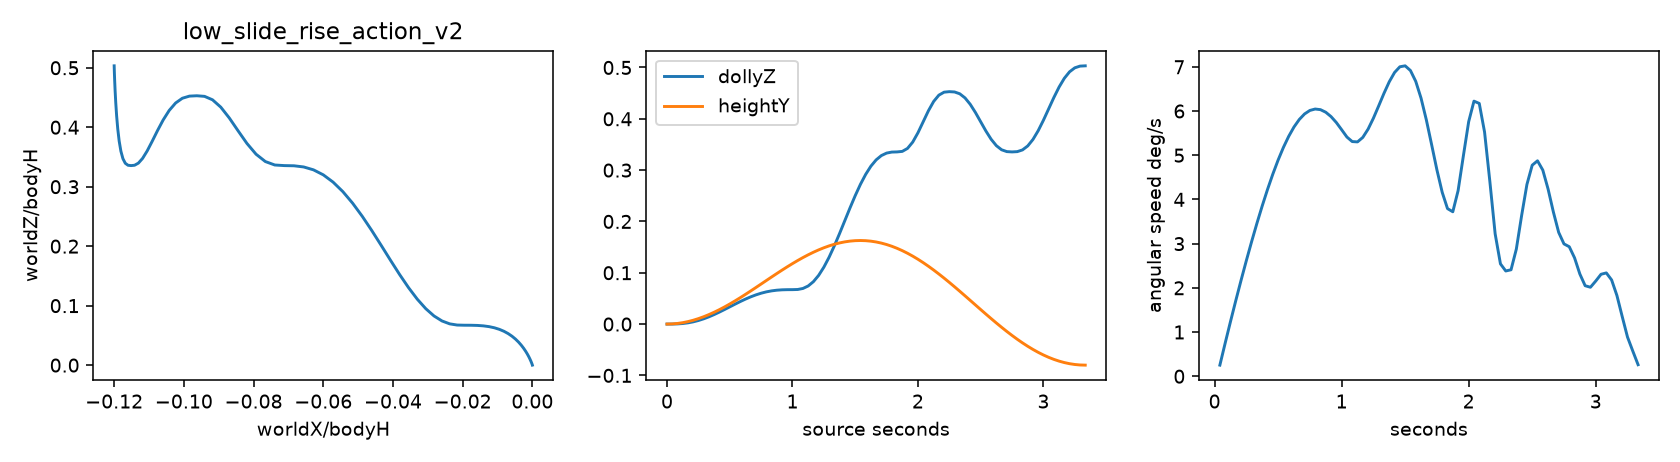 low_slide_rise_action_v2
worldZ/bodyH
0.5
0.4
0.3
0.2
0.1
0.0
−0.12 −0.10 −0.08 −0.06 −0.04 −0.02 0.00
worldX/bodyH
dollyZ
heightY
0.5
0.4
0.3
0.2
0.1
0.0
−0.1
0 1 2 3
source seconds
angular speed deg/s
7
6
5
4
3
2
1
0
0 1 2 3
seconds